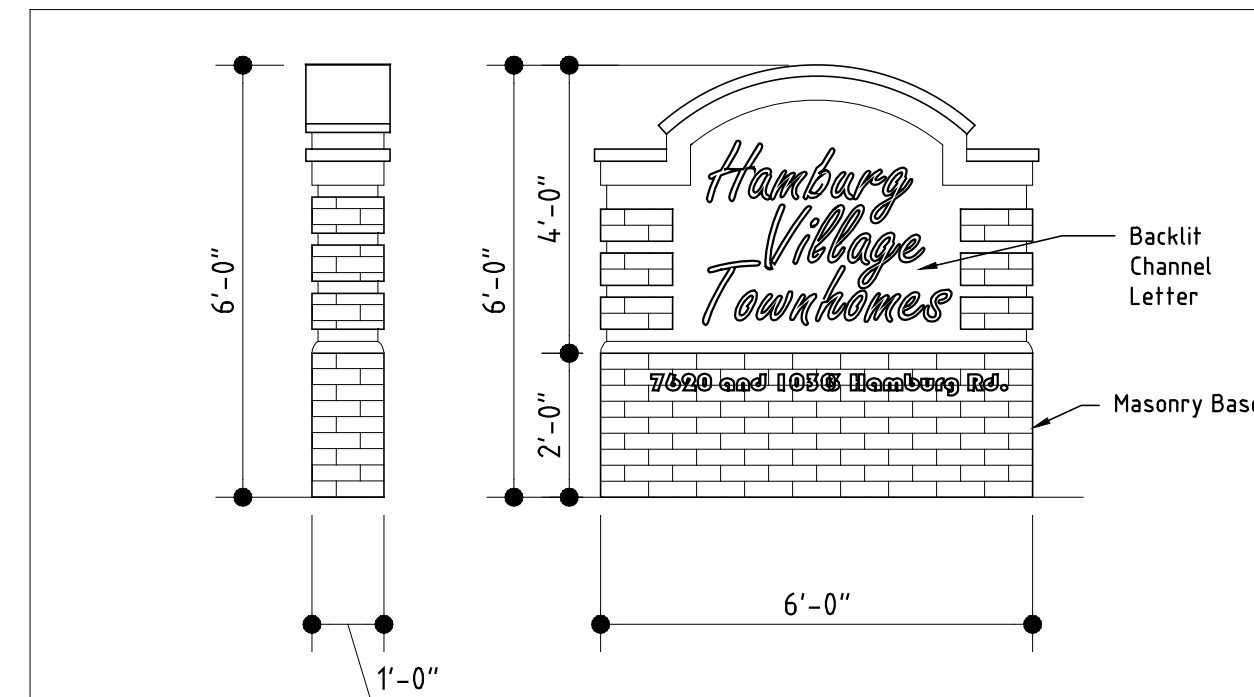 6'-0"
6'-0"
4'-0"
2'-0"
Hamburg
Village
Townhomes
7620 and Hamburg Rd.
Backlit
Channel
Letter
Masonry Base
6'-0"
1'-0"